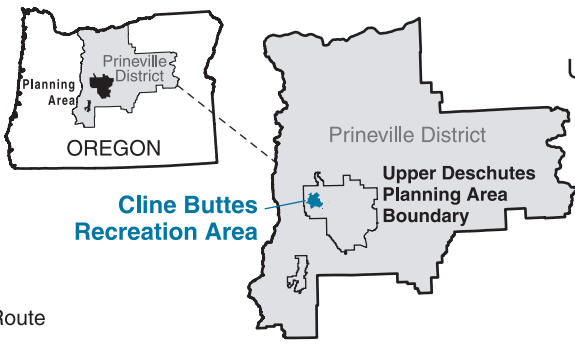 Prineville
District
Planning
Area
OREGON
Prineville District
Upper Deschutes
Planning Area
Boundary
Cline Buttes
Recreation Area
Route